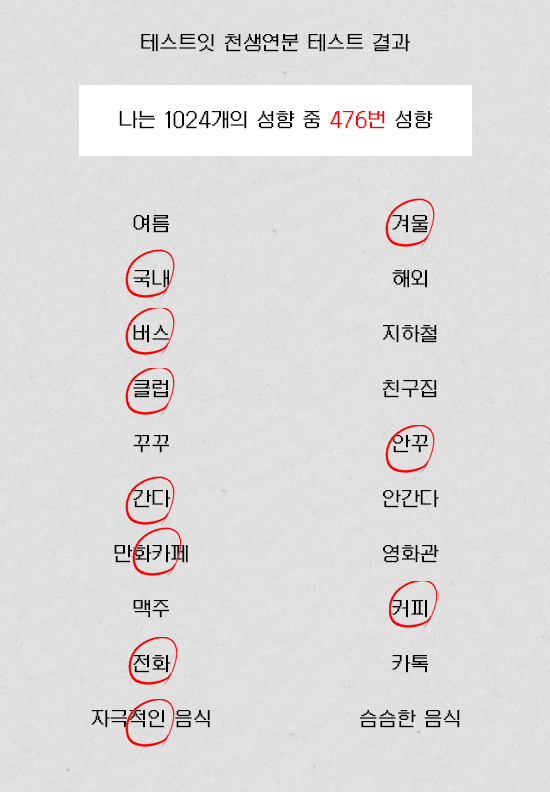 테스트잇 천생연분 테스트 결과
나는 1024개의 성향 중 476번 성향
여름 겨울
국내 해외
버스 지하철
클럽 친구집
꾸꾸 안꾸
간다 안간다
만화카페 영화관
맥주 커피
전화 카톡
자극적인 음식 슴슴한 음식